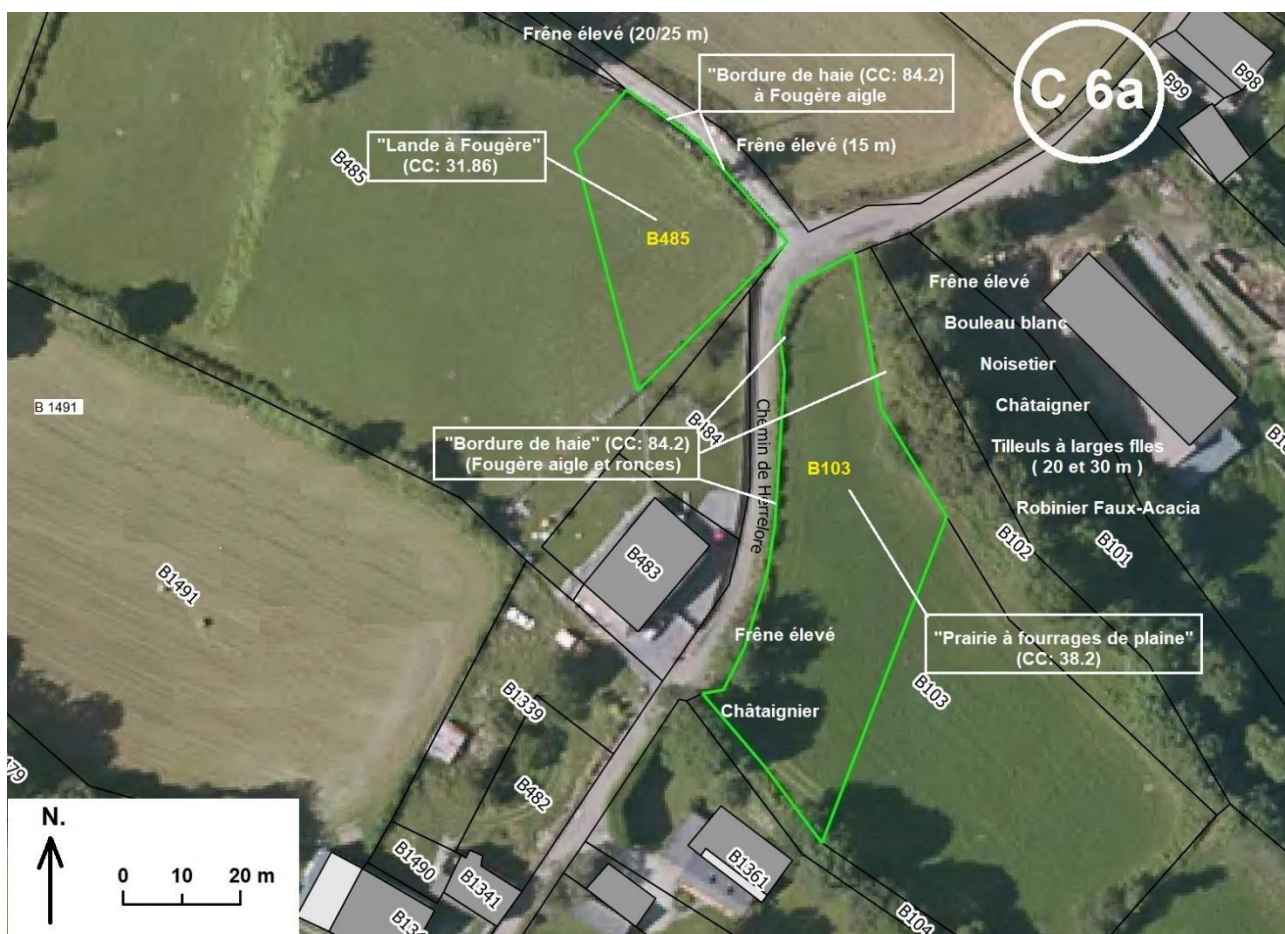 Frêne élevé (20/25 m)
"Bordure de haie (CC: 84.2)
à Fougère aigle
C 6a
B99
B98
"Lande à Fougère"
(CC: 31.86)
B485
Frêne élevé (15 m)
B485
Frêne élevé
Bouleau blanc
Noisetier
Châtaigner
Tilleuls à larges flles
( 20 et 30 m )
Robinier Faux-Acacia
B 1491
B484
"Bordure de haie" (CC: 84.2)
(Fougère aigle et ronces)
Chemin de Herrelore
B103
B102
B101
B1491
B483
Frêne élevé
"Prairie à fourrages de plaine"
(CC: 38.2)
B103
Châtaignier
B1339
B482
B1490
B1341
B1361
B104
N.
0 10 20 m